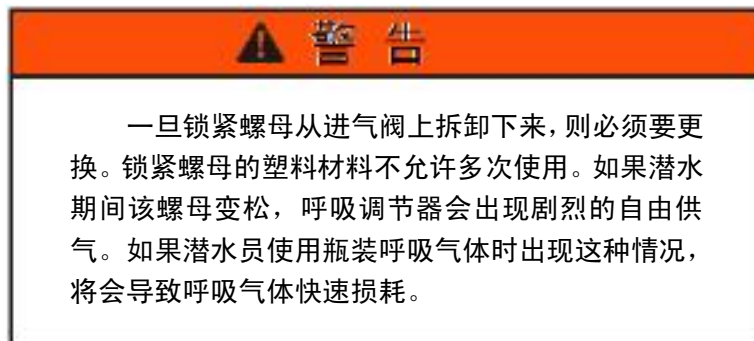 警告
一旦锁紧螺母从进气阀上拆卸下来，则必须要更
换。锁紧螺母的塑料材料不允许多次使用。如果潜水
期间该螺母变松，呼吸调节器会出现剧烈的自由供
气。如果潜水员使用瓶装呼吸气体时出现这种情况，
将会导致呼吸气体快速损耗。